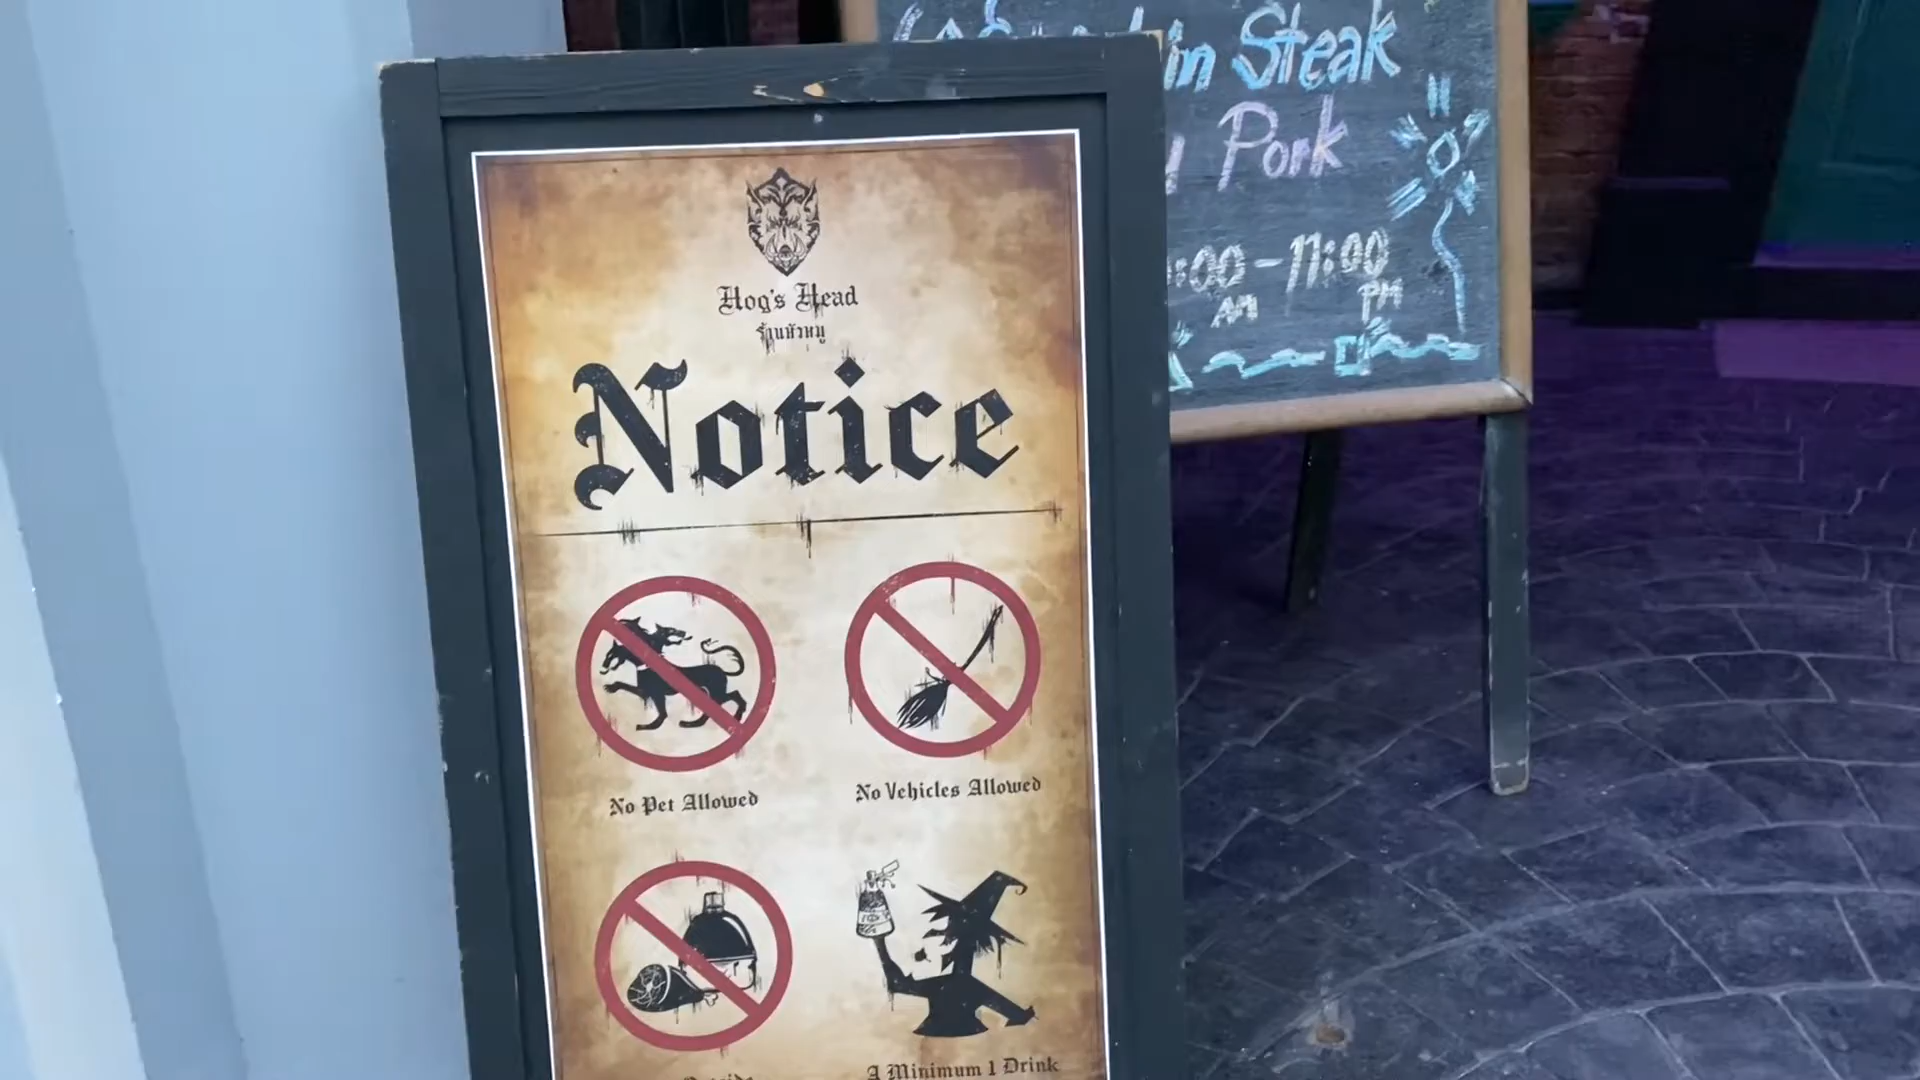 Hog's Head
ร้านหัวหมู
Notice
No Pet Allowed
No Vehicles Allowed
A Minimum 1 Drink
in Steak
Pork
:00 - 11:00
AM PM